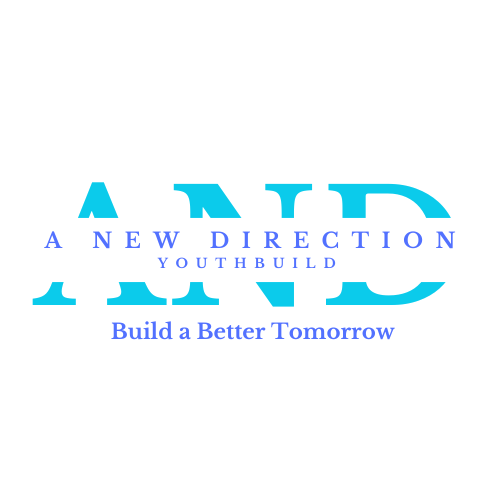 AND
A NEW DIRECTION
YOUTHBUILD
Build a Better Tomorrow